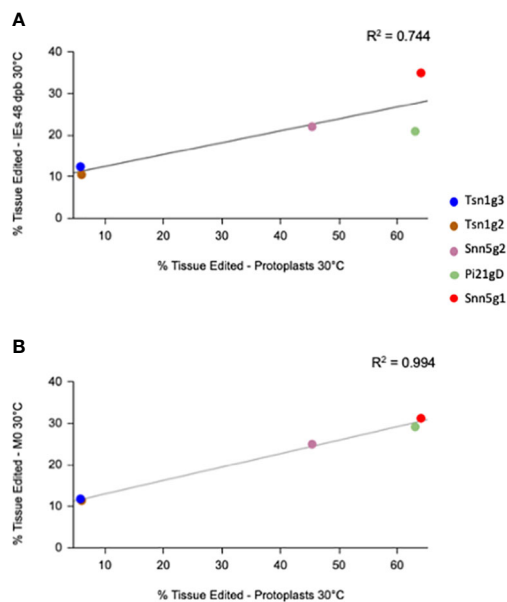 A
R² = 0.744
% Tissue Edited - IEs 48 dpb 30°C
40
30
20
10
0
10
20
30
40
50
60
% Tissue Edited - Protoplasts 30°C
Tsn1g3
Tsn1g2
Snn5g2
Pi21gD
Snn5g1
B
R² = 0.994
% Tissue Edited - M0 30°C
40
30
20
10
0
10
20
30
40
50
60
% Tissue Edited - Protoplasts 30°C